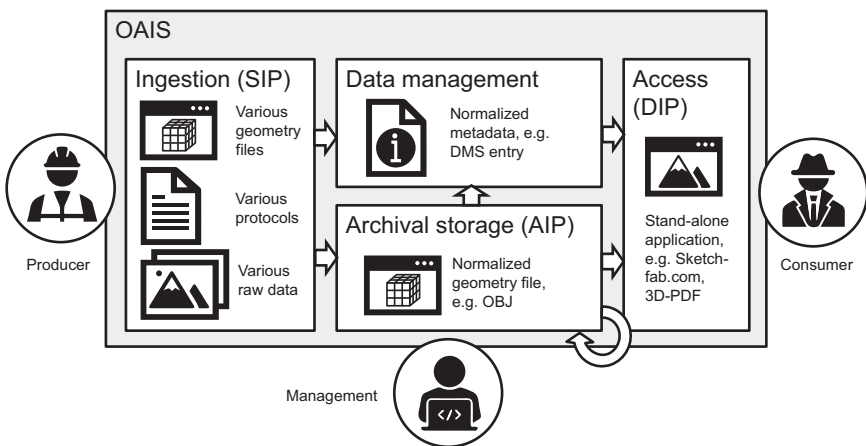 OAIS
Ingestion (SIP)
Various
geometry
files
Various
protocols
Various
raw data
Data management
Normalized
metadata, e.g.
DMS entry
Archival storage (AIP)
Normalized
geometry file,
e.g. OBJ
Access
(DIP)
Stand-alone
application,
e.g. Sketch-
fab.com,
3D-PDF
Producer
Consumer
Management
</>